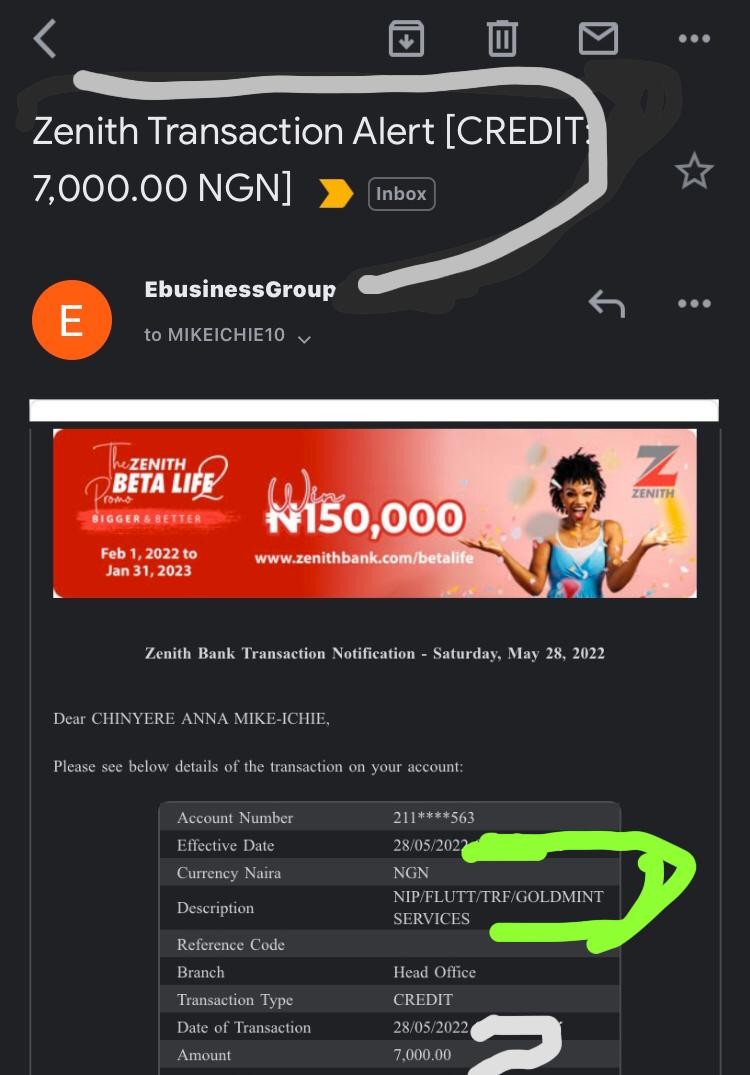 Zenith Transaction Alert [CREDIT:
7,000.00 NGN] Inbox
E
EbusinessGroup
to MIKEICHIE10
The ZENITH
BETA LIFE 2
Promo
BIGGER & BETTER
Feb 1, 2022 to
Jan 31, 2023
Win
₦150,000
www.zenithbank.com/betalife
Z
ZENITH
Zenith Bank Transaction Notification - Saturday, May 28, 2022
Dear CHINYERE ANNA MIKE-ICHIE,
Please see below details of the transaction on your account:
Account Number 211****563
Effective Date 28/05/2022
Currency Naira NGN
Description NIP/FLUTT/TRF/GOLDMINT
SERVICES
Reference Code
Branch Head Office
Transaction Type CREDIT
Date of Transaction 28/05/2022
Amount 7,000.00